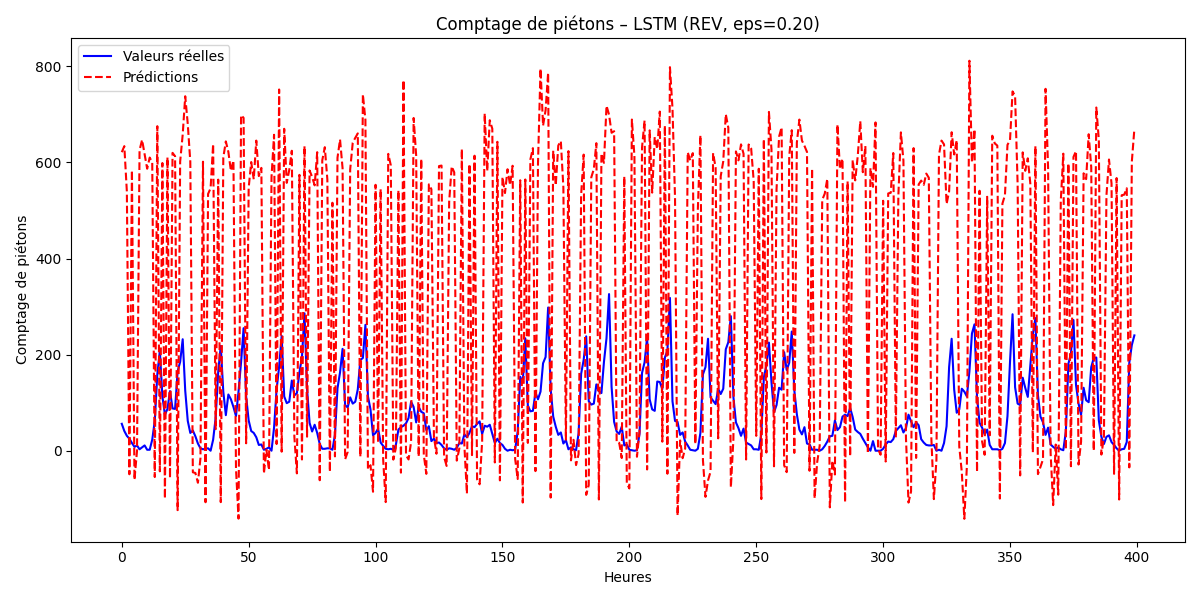 Comptage de piétons – LSTM (REV, eps=0.20)
Valeurs réelles
Prédictions
Comptage de piétons
800
600
400
200
0
0 50 100 150 200 250 300 350 400
Heures